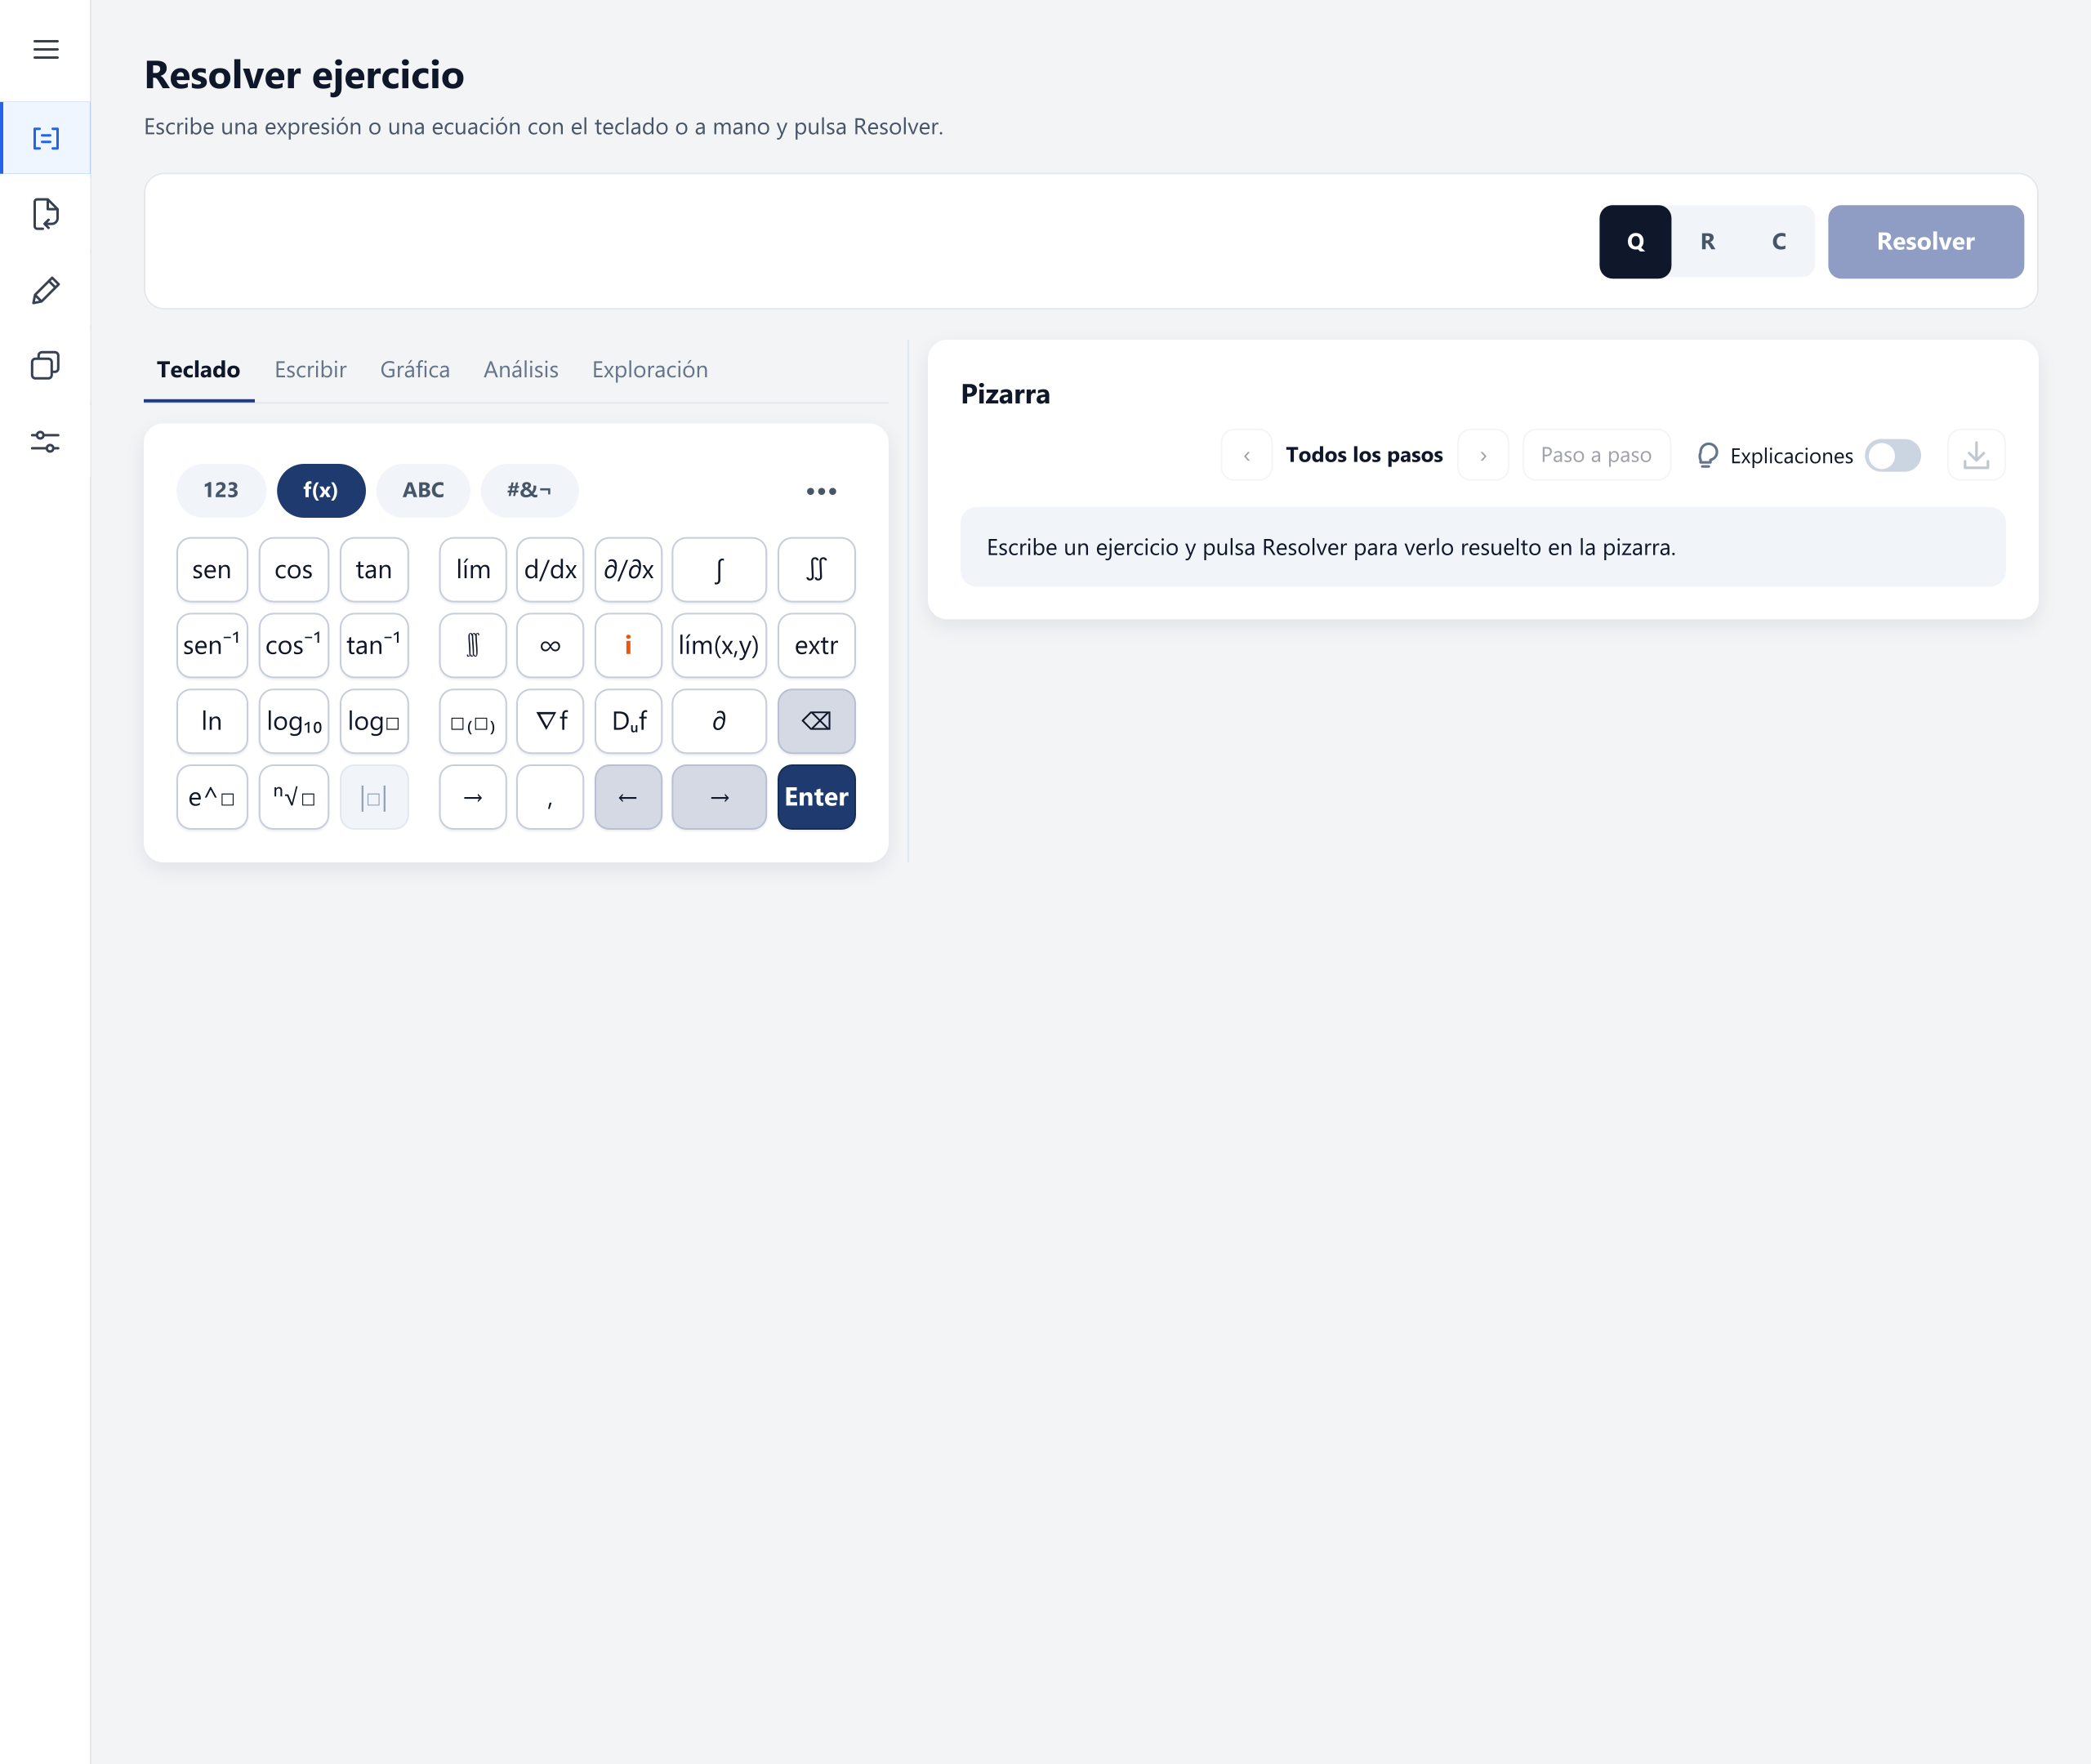 Resolver ejercicio
Escribe una expresión o una ecuación con el teclado o a mano y pulsa Resolver.
Q R C Resolver
Teclado Escribir Gráfica Análisis Exploración
123 f(x) ABC #&¬ •••
sen cos tan lím d/dx ∂/∂x ∫ ∬
sen⁻¹ cos⁻¹ tan⁻¹ ∭ ∞ i lím(x,y) extr
ln log₁₀ log□ □₍□₎ ∇f Dᵤf ∂ ⌫
e^□ ⁿ√□ |□| → , ← → Enter
Pizarra
‹ Todos los pasos › Paso a paso Explicaciones
Escribe un ejercicio y pulsa Resolver para verlo resuelto en la pizarra.